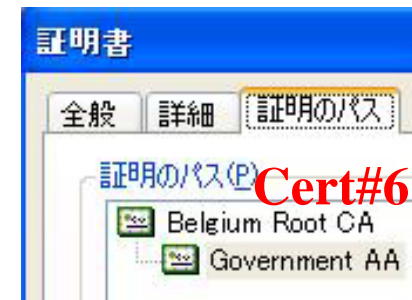 証明書
全般 詳細 証明のパス
証明のパス(P)
Cert#6
Belgium Root CA
Government AA